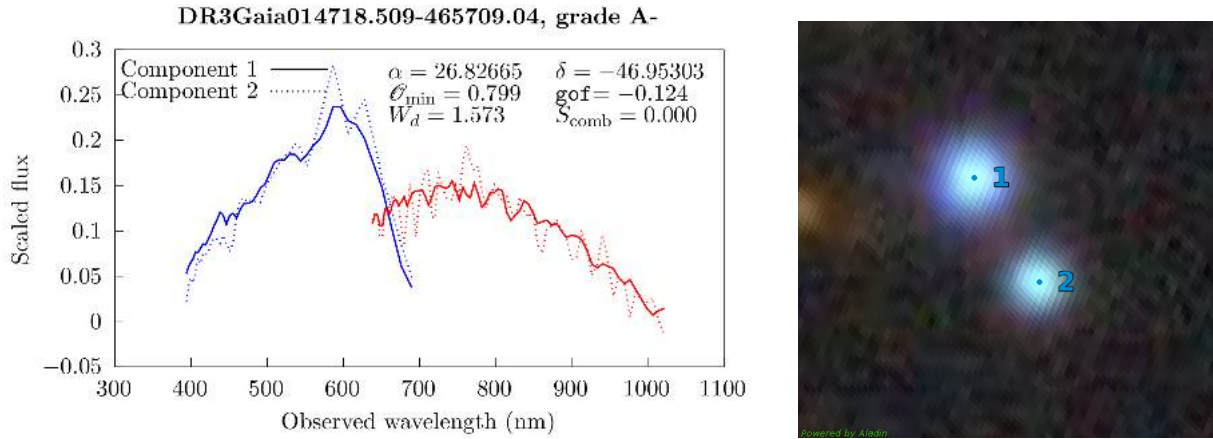 DR3Gaia014718.509-465709.04, grade A-
Component 1
Component 2
α = 26.82665 δ = −46.95303
𝒪min = 0.799 gof= −0.124
Wd = 1.573 Scomb = 0.000
Scaled flux
0.3
0.25
0.2
0.15
0.1
0.05
0
−0.05
300 400 500 600 700 800 900 1000 1100
Observed wavelength (nm)
1
2
Powered by Aladin